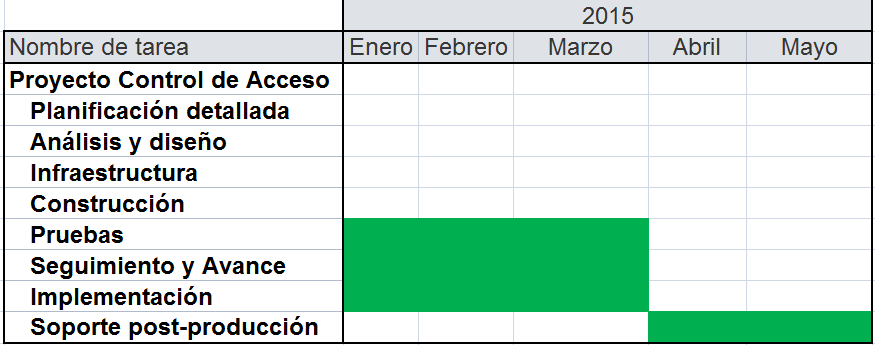 2015
Nombre de tarea Enero Febrero Marzo Abril Mayo
Proyecto Control de Acceso
Planificación detallada
Análisis y diseño
Infraestructura
Construcción
Pruebas
Seguimiento y Avance
Implementación
Soporte post-producción